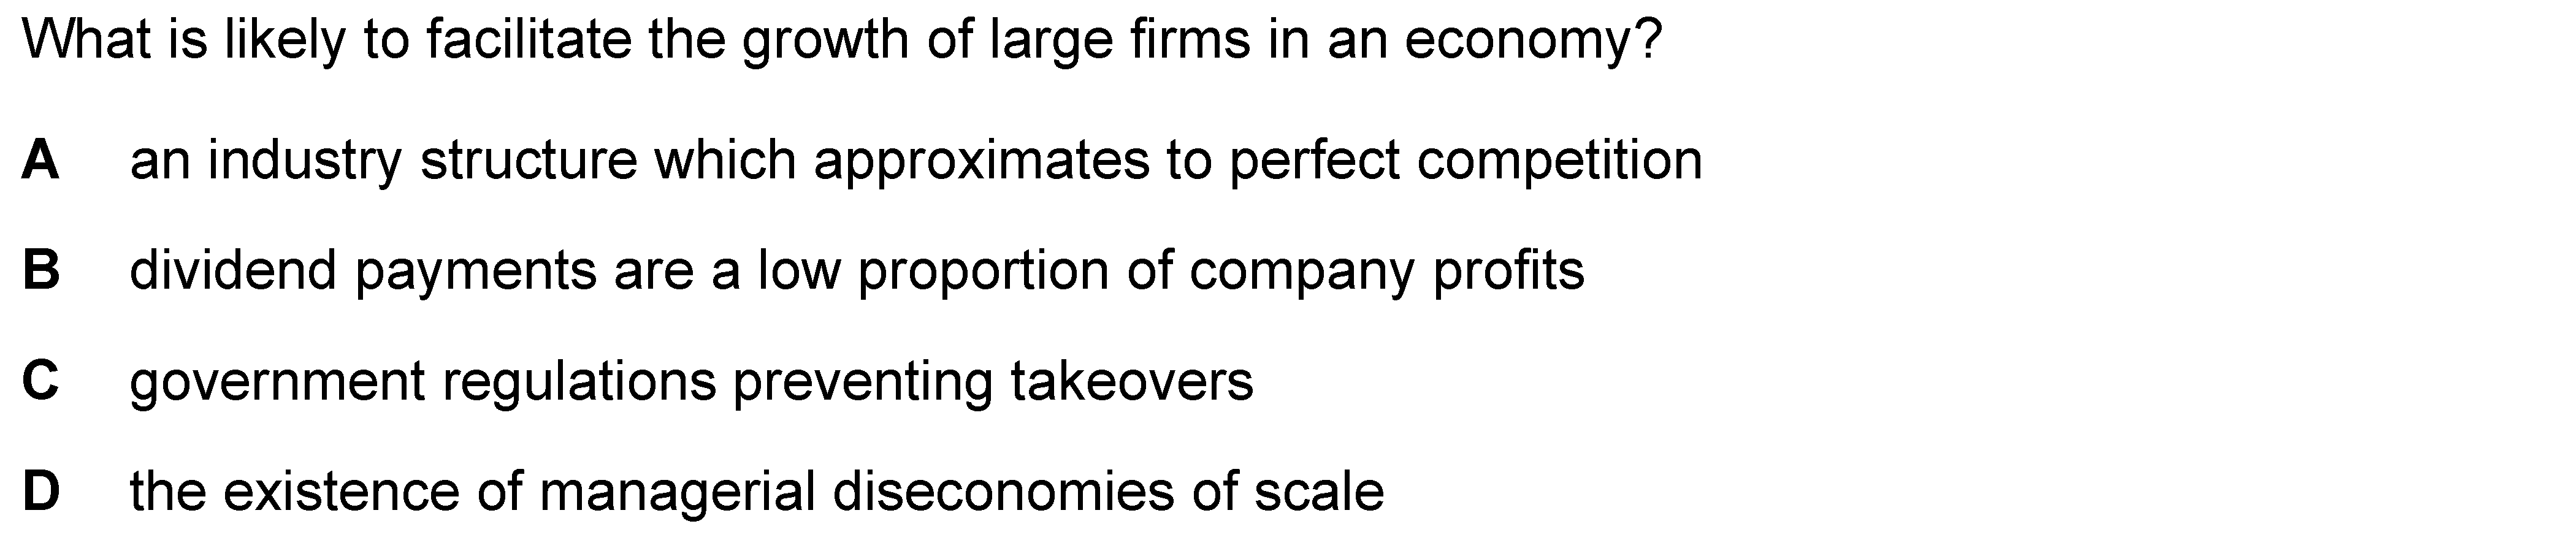 What is likely to facilitate the growth of large firms in an economy?
A an industry structure which approximates to perfect competition
B dividend payments are a low proportion of company profits
C government regulations preventing takeovers
D the existence of managerial diseconomies of scale